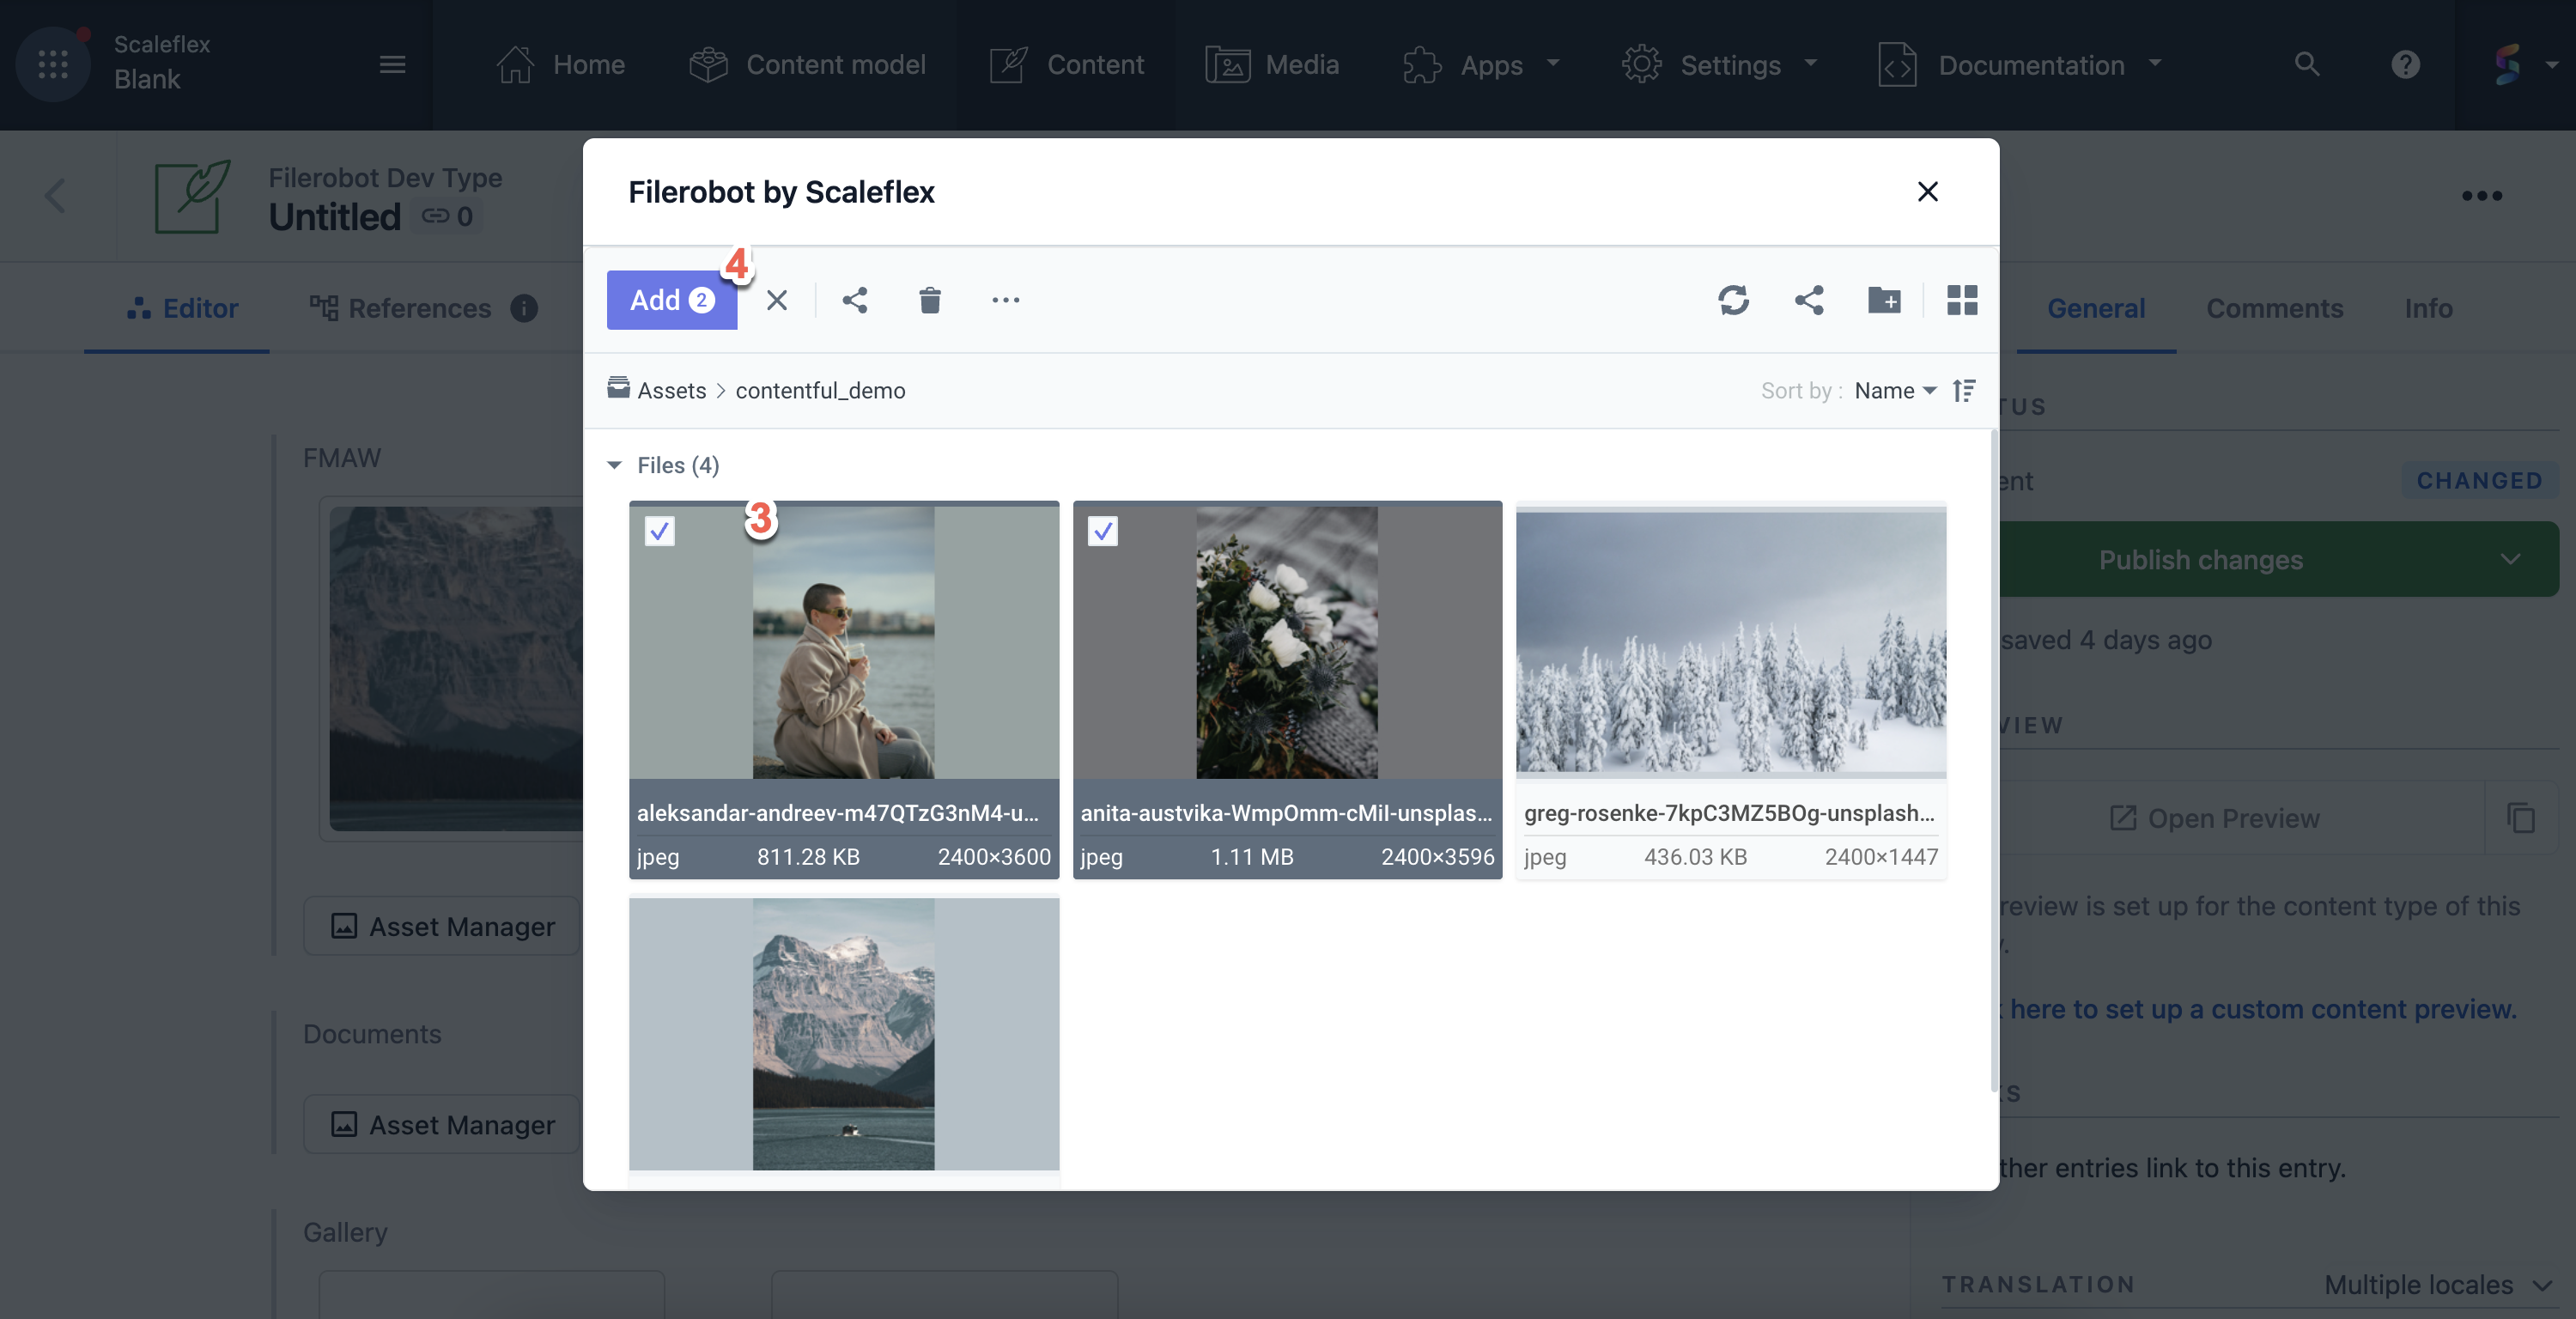 Scaleflex
Blank
Home
Content model
Content
Media
Apps
Settings
Documentation
Filerobot Dev Type
Untitled 0
Editor
References
FMAW
Asset Manager
Documents
Asset Manager
Gallery
Filerobot by Scaleflex
4
Add 2
Assets > contentful_demo
Sort by : Name
Files (4)
3
aleksandar-andreev-m47QTzG3nM4-u...
jpeg 811.28 KB 2400×3600
anita-austvika-WmpOmm-cMiI-unsplas...
jpeg 1.11 MB 2400×3596
greg-rosenke-7kpC3MZ5BOg-unsplash...
jpeg 436.03 KB 2400×1447
General
Comments
Info
TUS
ent CHANGED
Publish changes
saved 4 days ago
VIEW
Open Preview
review is set up for the content type of this
y.
k here to set up a custom content preview.
KS
ther entries link to this entry.
TRANSLATION Multiple locales